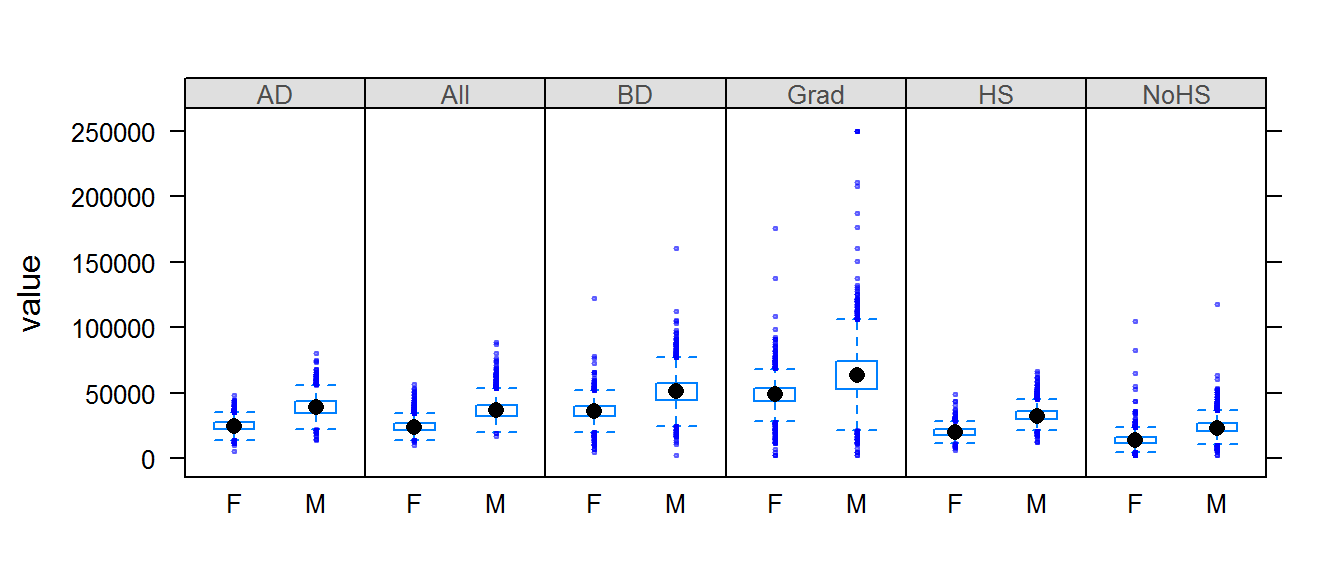 AD All BD Grad HS NoHS
250000
200000
150000
100000
50000
0
value
F M F M F M F M F M F M